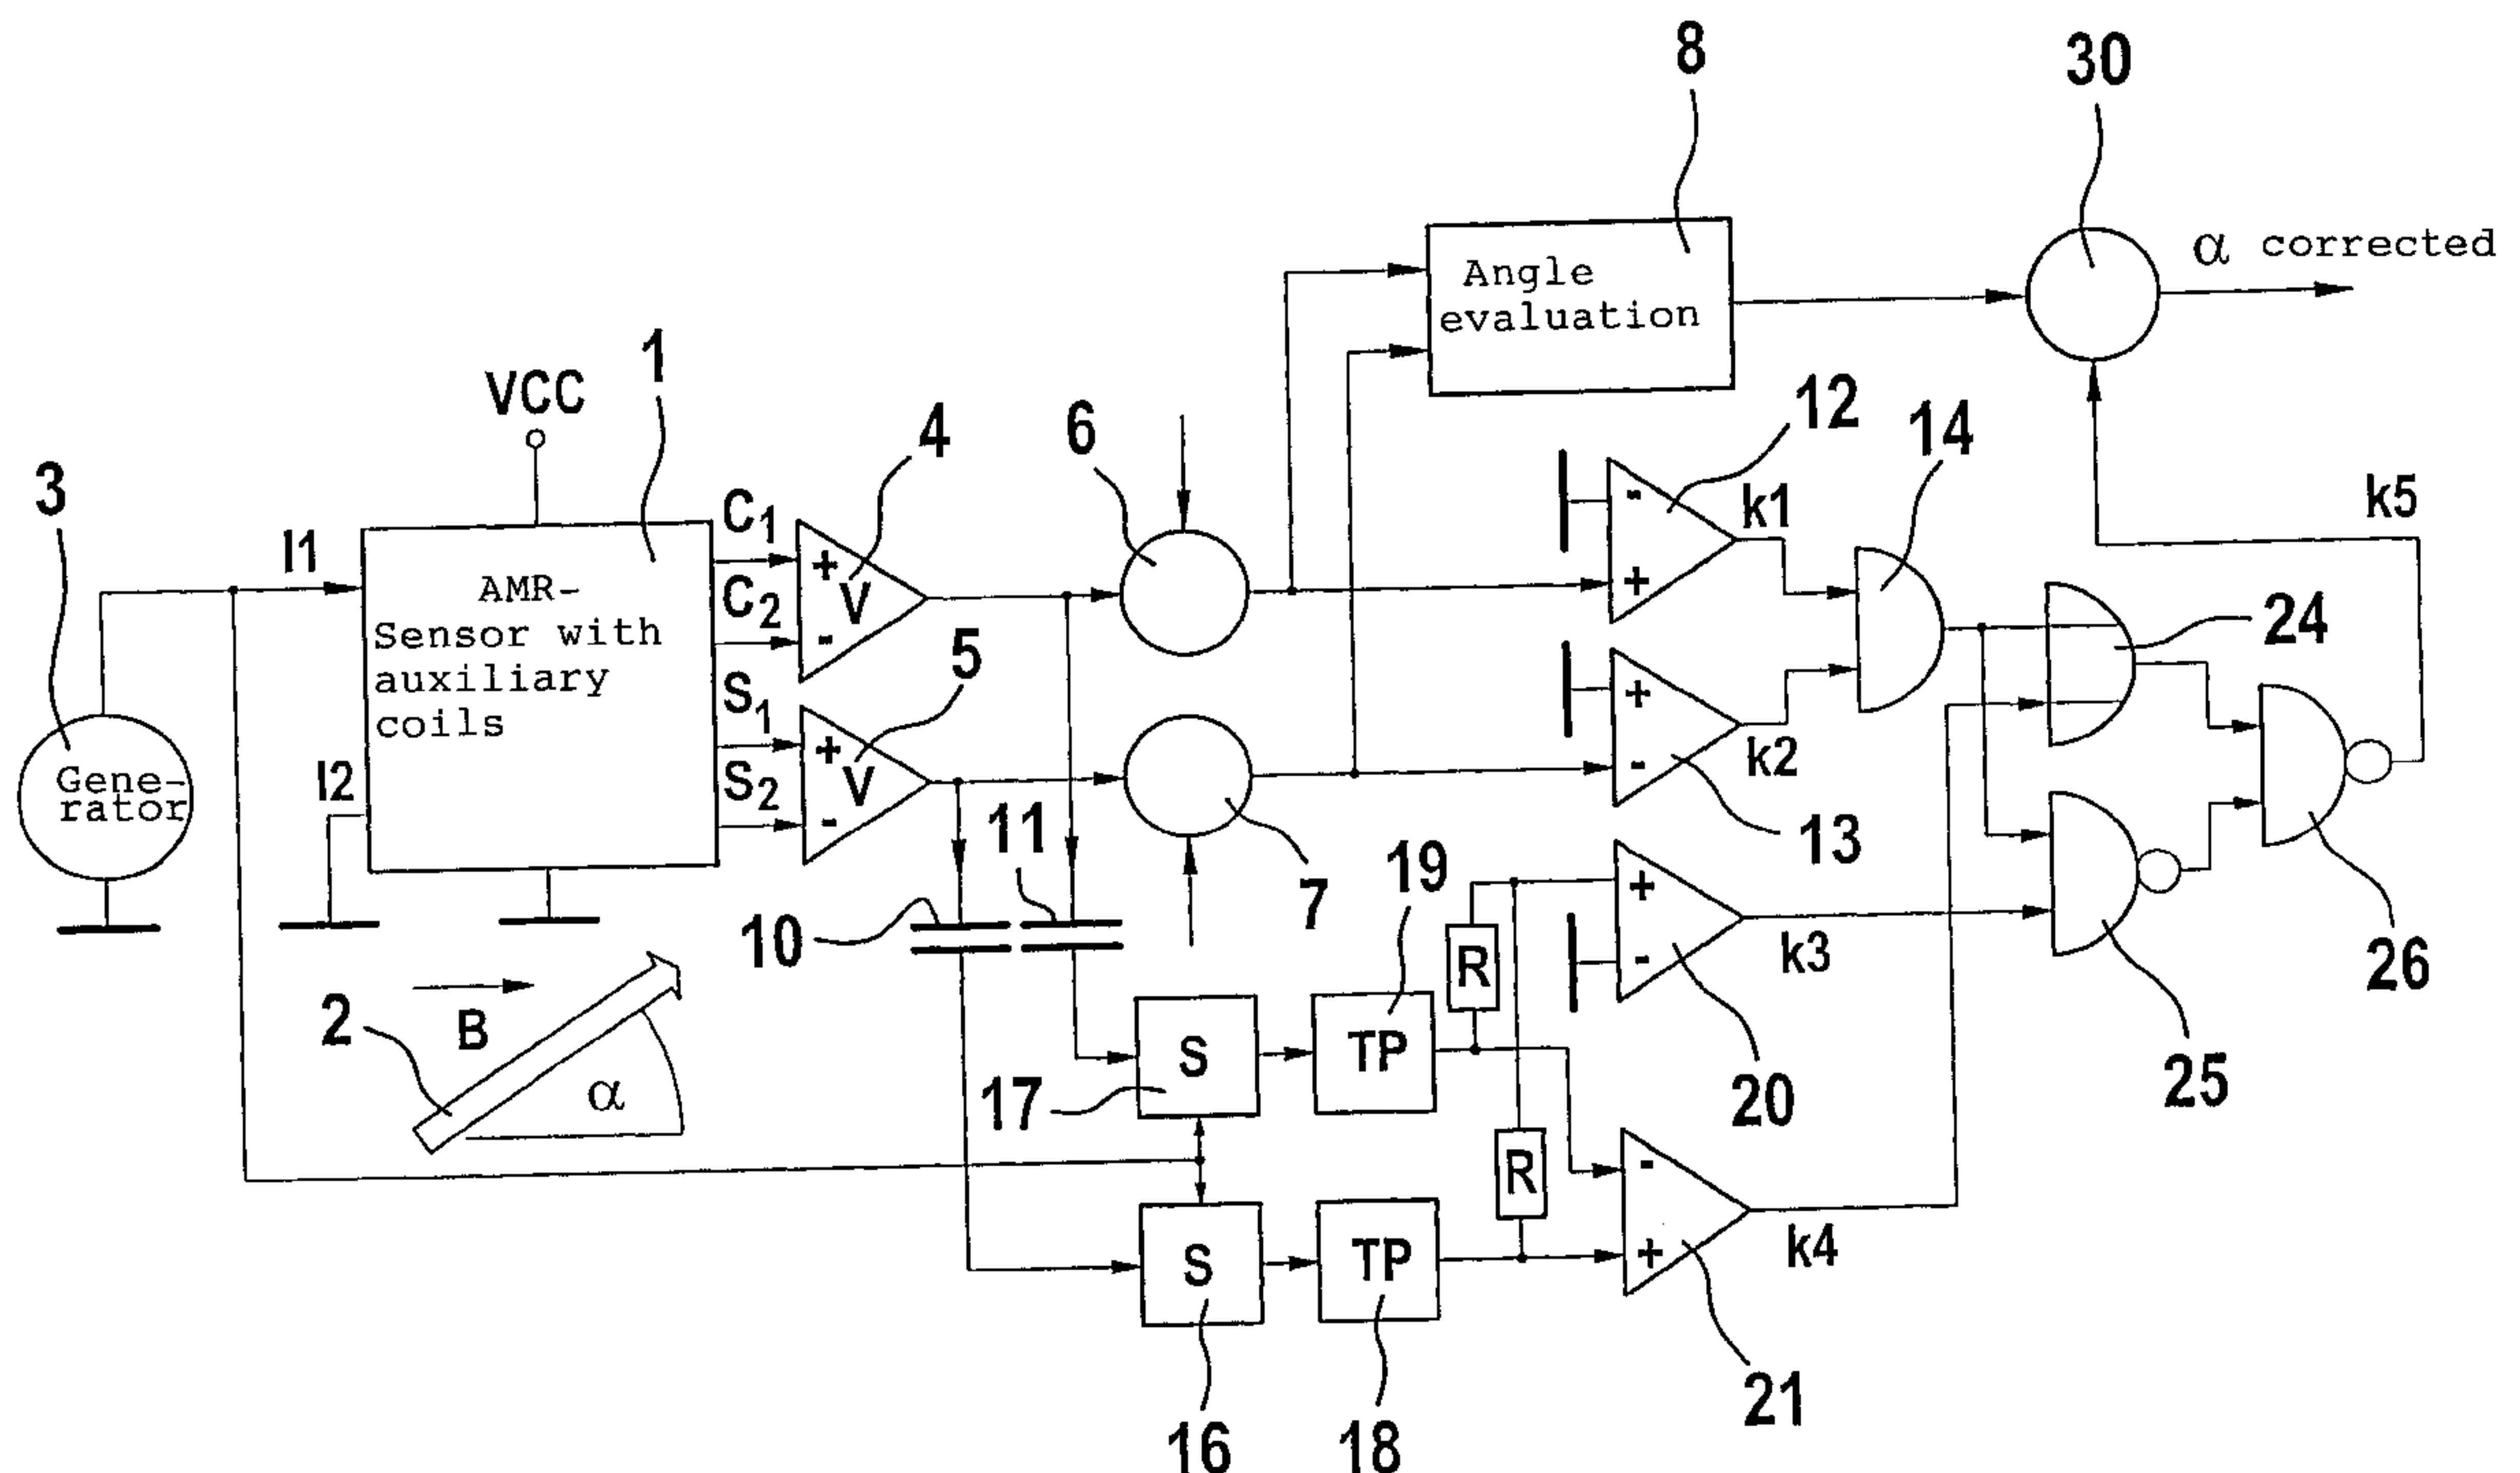 8
30
Angle
evaluation
α corrected
VCC
1
4
6
12
14
3
I1
C1
k1
k5
AMR-
Sensor with
auxiliary
coils
C2
V
+
-
-
+
5
24
S1
+
k2
Gene-
rator
I2
S2
V
+
-
-
11
13
10
7
19
+
-
k3
26
R
20
25
2
B
α
17
S
TP
R
-
+
k4
S
TP
21
16
18